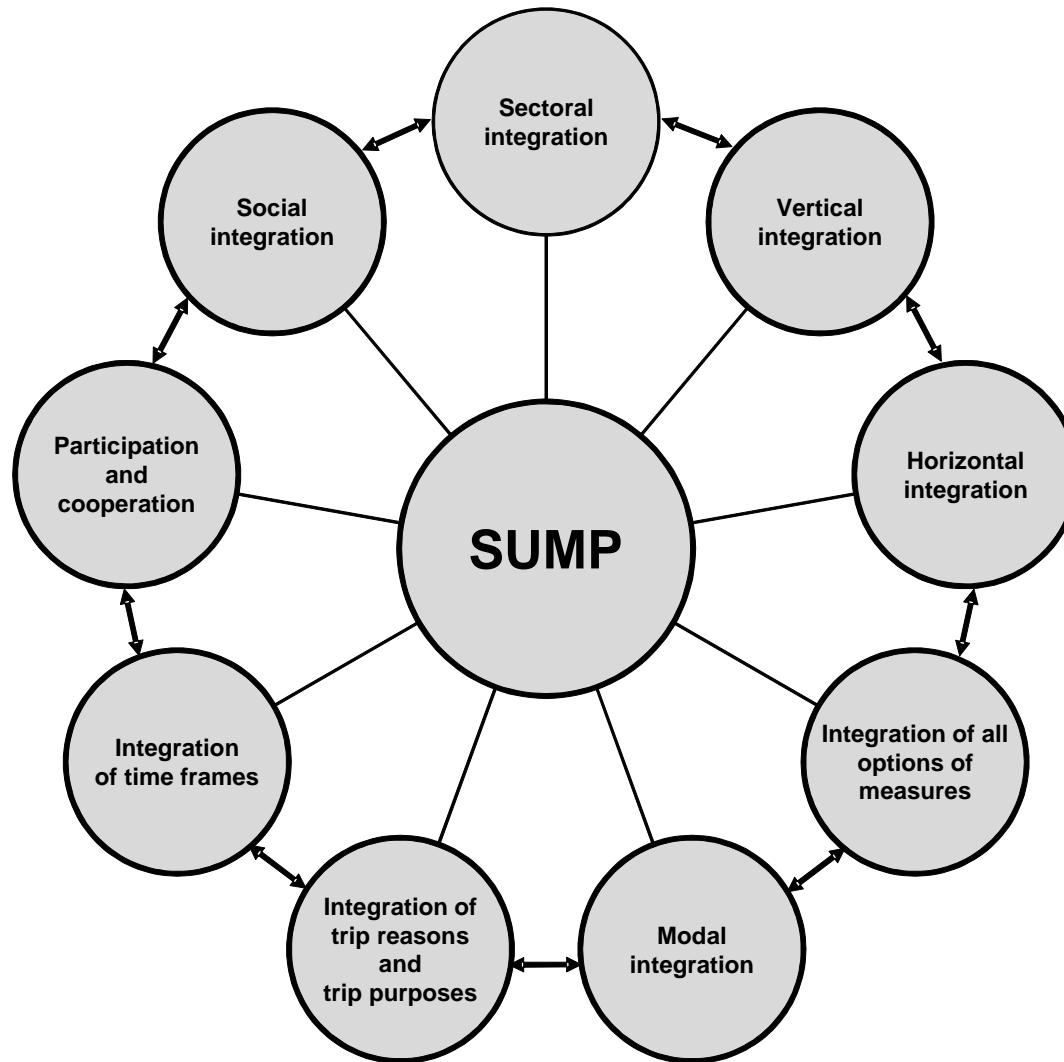 Sectoral
integration
Social
integration
Vertical
integration
Participation
and
cooperation
Horizontal
integration
SUMP
Integration
of time frames
Integration of all
options of
measures
Integration of
trip reasons
and
trip purposes
Modal
integration